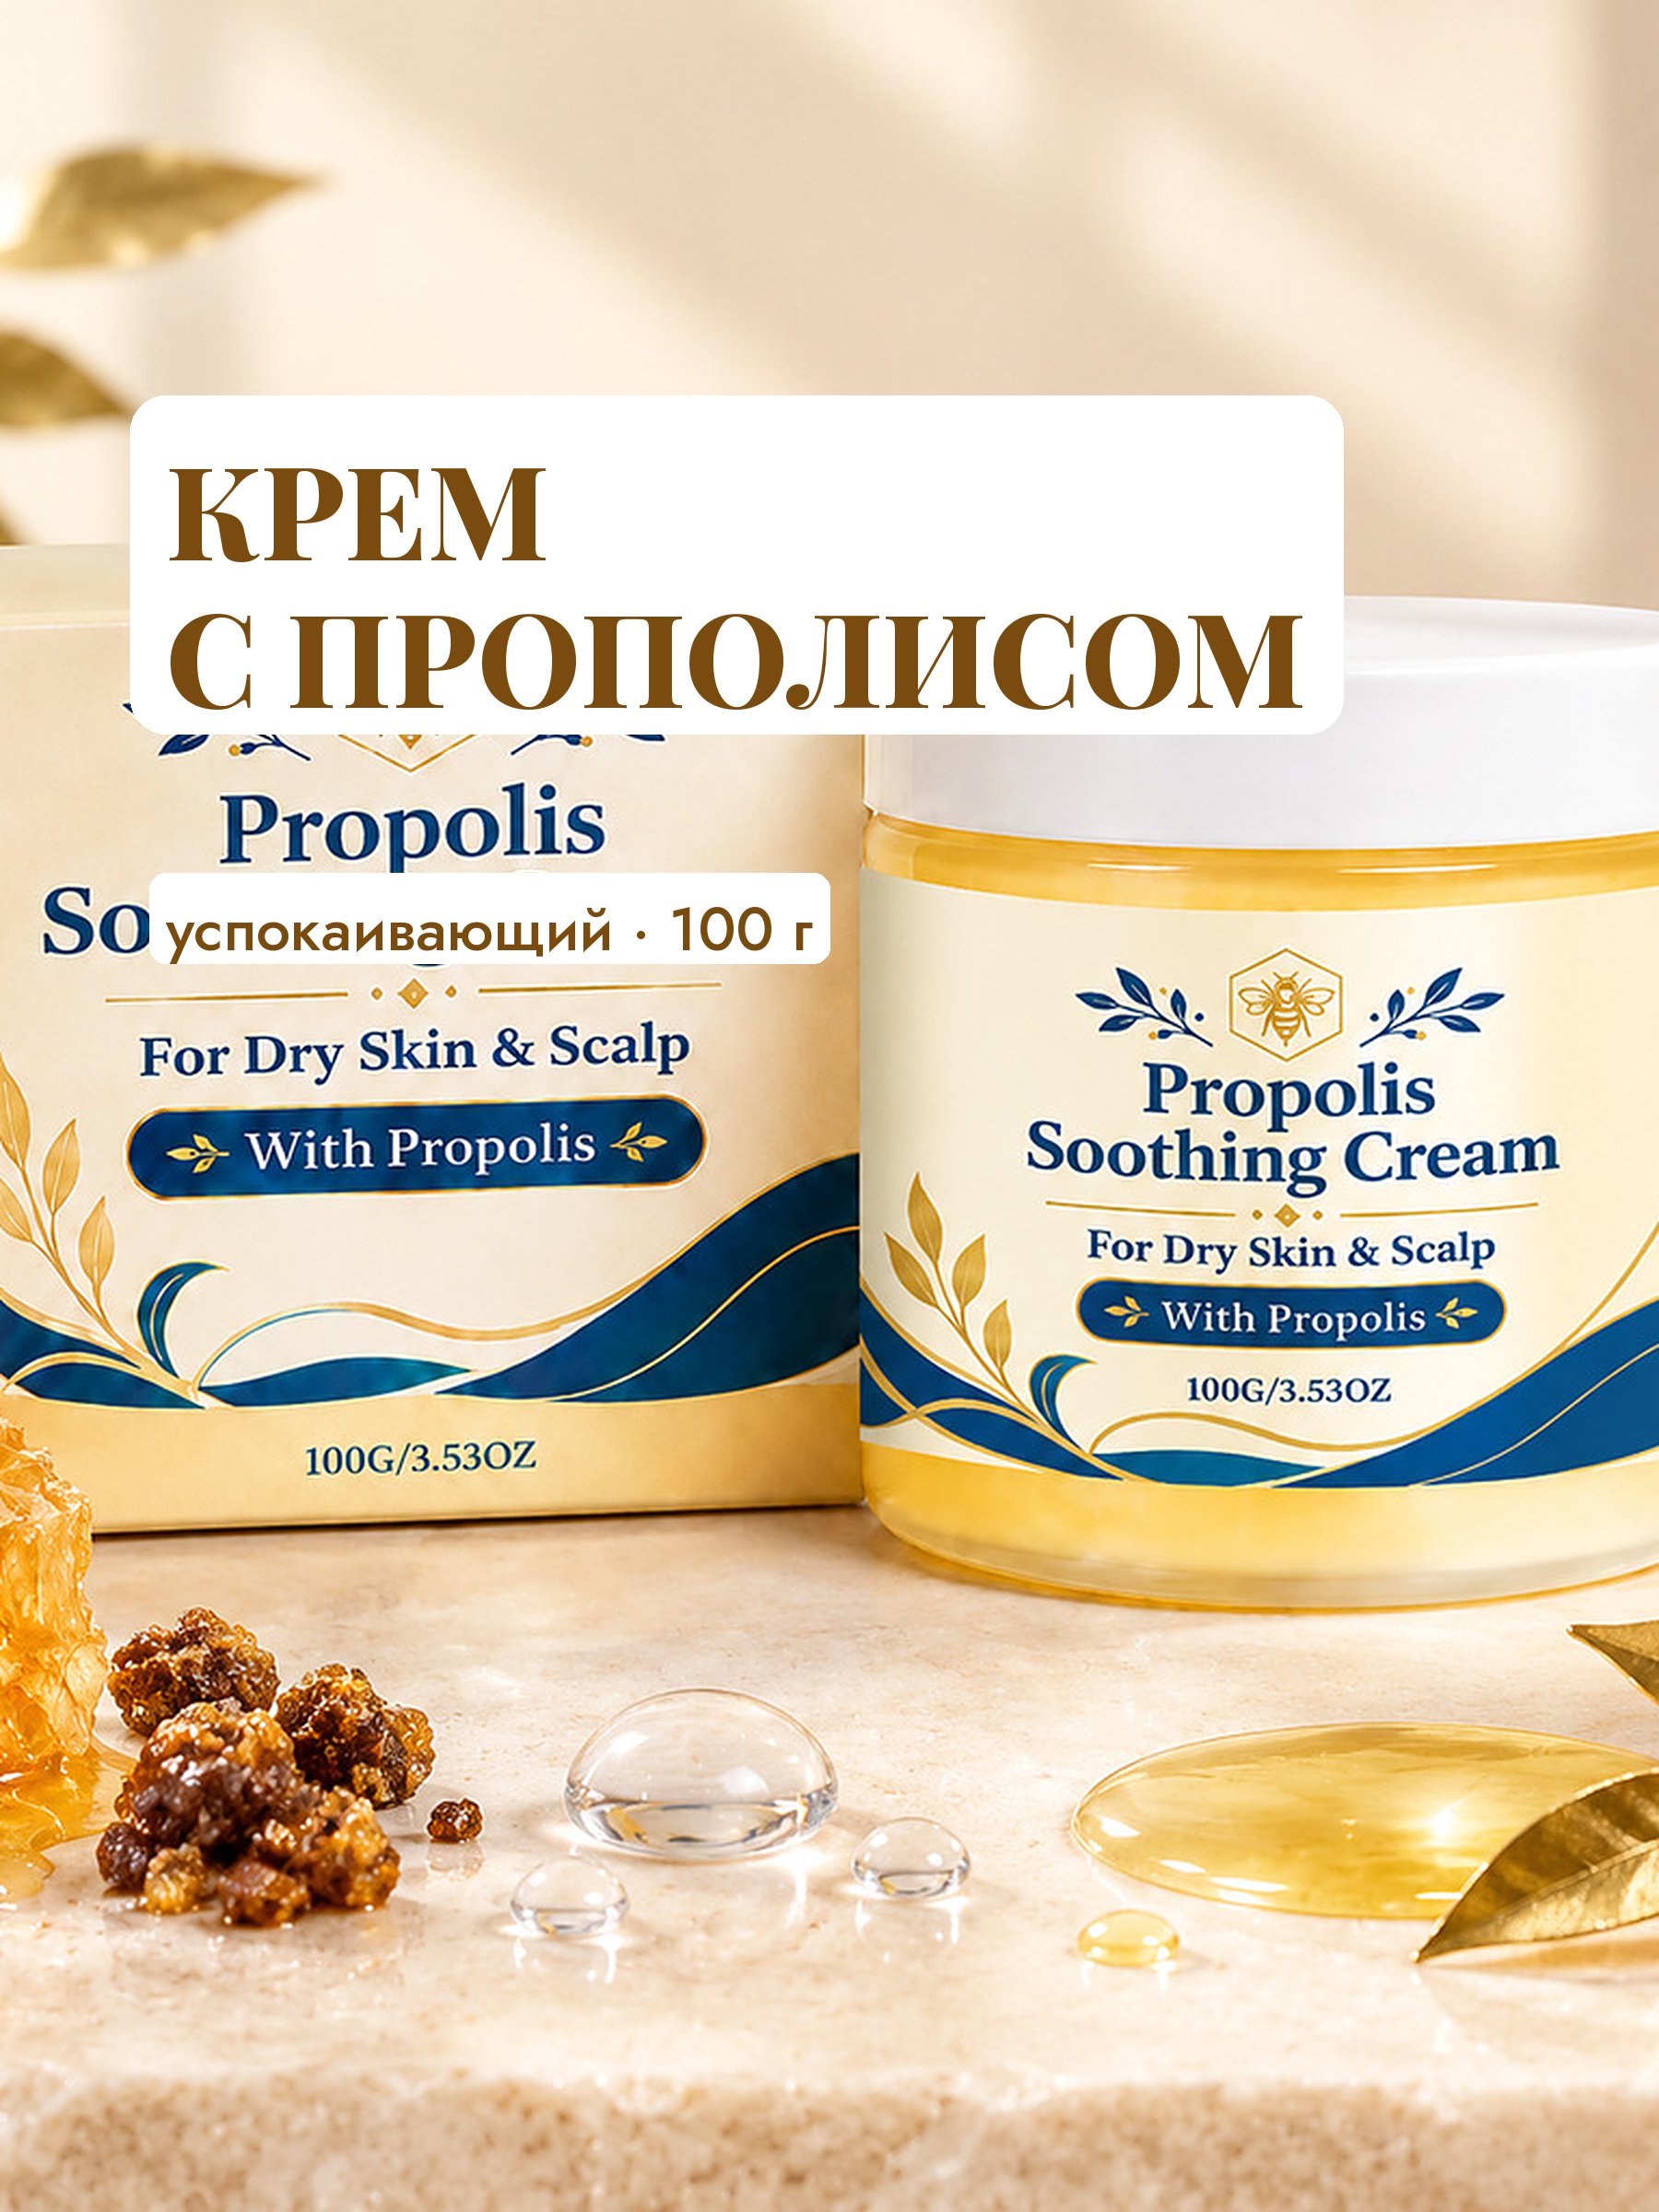 КРЕМ
С ПРОПОЛИСОМ
Propolis
успокаивающий · 100 г
For Dry Skin & Scalp
With Propolis
100G/3.53OZ
Propolis
Soothing Cream
For Dry Skin & Scalp
With Propolis
100G/3.53OZ